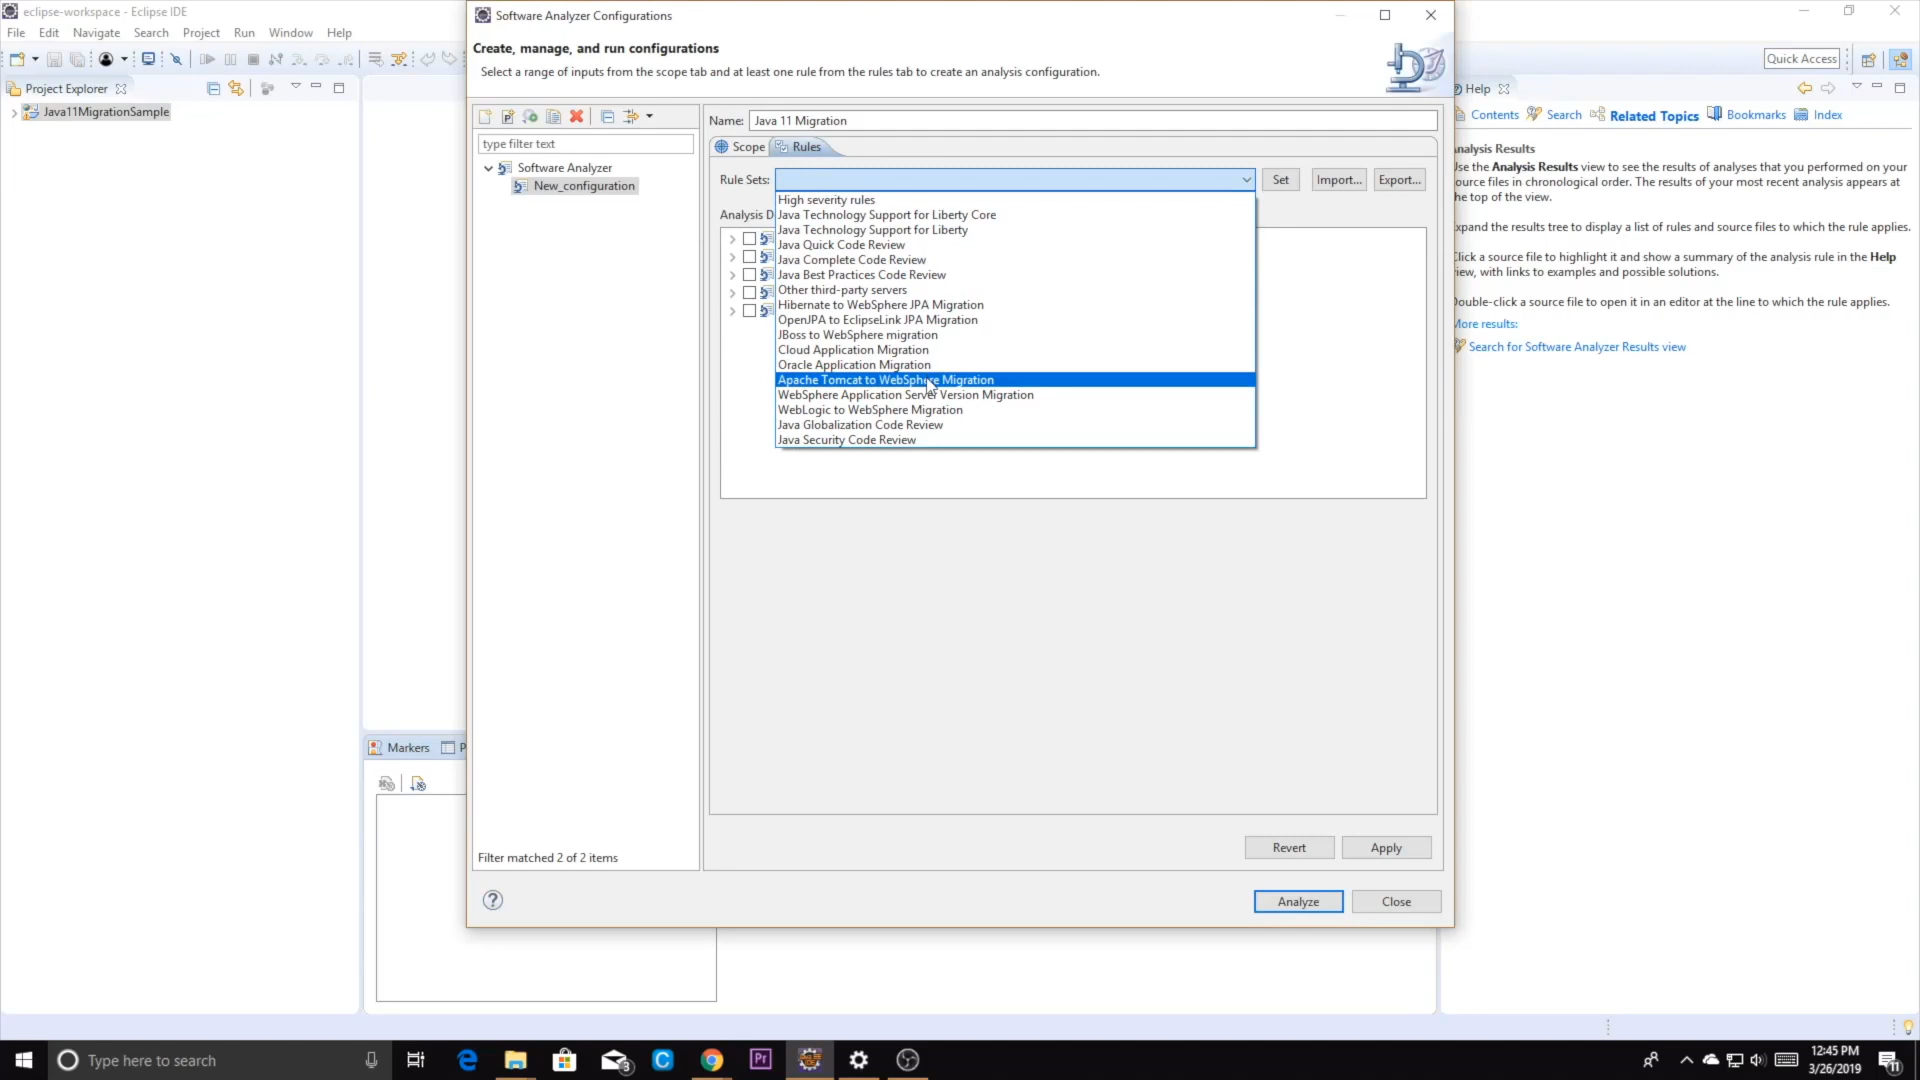 eclipse-workspace - Eclipse IDE
File Edit Navigate Search Project Run Window Help
Quick Access
Project Explorer
Java11MigrationSample
Markers
Software Analyzer Configurations
Create, manage, and run configurations
Select a range of inputs from the scope tab and at least one rule from the rules tab to create an analysis configuration.
type filter text
Software Analyzer
New_configuration
Filter matched 2 of 2 items
Name: Java 11 Migration
Scope Rules
Rule Sets: Set Import... Export...
Analysis D
High severity rules
Java Technology Support for Liberty Core
Java Technology Support for Liberty
Java Quick Code Review
Java Complete Code Review
Java Best Practices Code Review
Other third-party servers
Hibernate to WebSphere JPA Migration
OpenJPA to EclipseLink JPA Migration
JBoss to WebSphere migration
Cloud Application Migration
Oracle Application Migration
Apache Tomcat to WebSphere Migration
WebSphere Application Server Version Migration
WebLogic to WebSphere Migration
Java Globalization Code Review
Java Security Code Review
Revert Apply
Analyze Close
Help
Contents Search Related Topics Bookmarks Index
nalysis Results
se the Analysis Results view to see the results of analyses that you performed on your
ource files in chronological order. The results of your most recent analysis appears at
he top of the view.
xpand the results tree to display a list of rules and source files to which the rule applies.
lick a source file to highlight it and show a summary of the analysis rule in the Help
iew, with links to examples and possible solutions.
ouble-click a source file to open it in an editor at the line to which the rule applies.
More results:
Search for Software Analyzer Results view
Type here to search
3
Pr
12:45 PM
3/26/2019
11